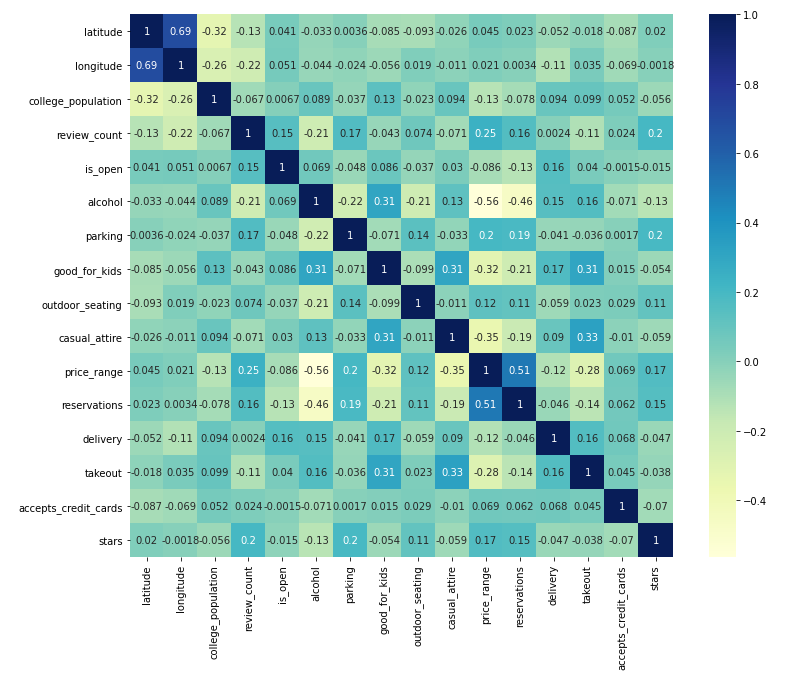 latitude 1 0.69 -0.32 -0.13 0.041 -0.033 0.0036 -0.085 -0.093 -0.026 0.045 0.023 -0.052 -0.018 -0.087 0.02
longitude 0.69 1 -0.26 -0.22 0.051 -0.044 -0.024 -0.056 0.019 -0.011 0.021 0.0034 -0.11 0.035 -0.069 -0.0018
college_population -0.32 -0.26 1 -0.067 0.0067 0.089 -0.037 0.13 -0.023 0.094 -0.13 -0.078 0.094 0.099 0.052 -0.056
review_count -0.13 -0.22 -0.067 1 0.15 -0.21 0.17 -0.043 0.074 -0.071 0.25 0.16 0.0024 -0.11 0.024 0.2
is_open 0.041 0.051 0.0067 0.15 1 0.069 -0.048 0.086 -0.037 0.03 -0.086 -0.13 0.16 0.04 -0.0015 -0.015
alcohol -0.033 -0.044 0.089 -0.21 0.069 1 -0.22 0.31 -0.21 0.13 -0.56 -0.46 0.15 0.16 -0.071 -0.13
parking 0.0036 -0.024 -0.037 0.17 -0.048 -0.22 1 -0.071 0.14 -0.033 0.2 0.19 -0.041 -0.036 0.0017 0.2
good_for_kids -0.085 -0.056 0.13 -0.043 0.086 0.31 -0.071 1 -0.099 0.31 -0.32 -0.21 0.17 0.31 0.015 -0.054
outdoor_seating -0.093 0.019 -0.023 0.074 -0.037 -0.21 0.14 -0.099 1 -0.011 0.12 0.11 -0.059 0.023 0.029 0.11
casual_attire -0.026 -0.011 0.094 -0.071 0.03 0.13 -0.033 0.31 -0.011 1 -0.35 -0.19 0.09 0.33 -0.01 -0.059
price_range 0.045 0.021 -0.13 0.25 -0.086 -0.56 0.2 -0.32 0.12 -0.35 1 0.51 -0.12 -0.28 0.069 0.17
reservations 0.023 0.0034 -0.078 0.16 -0.13 -0.46 0.19 -0.21 0.11 -0.19 0.51 1 -0.046 -0.14 0.062 0.15
delivery -0.052 -0.11 0.094 0.0024 0.16 0.15 -0.041 0.17 -0.059 0.09 -0.12 -0.046 1 0.16 0.068 -0.047
takeout -0.018 0.035 0.099 -0.11 0.04 0.16 -0.036 0.31 0.023 0.33 -0.28 -0.14 0.16 1 0.045 -0.038
accepts_credit_cards -0.087 -0.069 0.052 0.024 -0.0015 -0.071 0.0017 0.015 0.029 -0.01 0.069 0.062 0.068 0.045 1 -0.07
stars 0.02 -0.0018 -0.056 0.2 -0.015 -0.13 0.2 -0.054 0.11 -0.059 0.17 0.15 -0.047 -0.038 -0.07 1
latitude
longitude
college_population
review_count
is_open
alcohol
parking
good_for_kids
outdoor_seating
casual_attire
price_range
reservations
delivery
takeout
accepts_credit_cards
stars
1.0
0.8
0.6
0.4
0.2
0.0
−0.2
−0.4